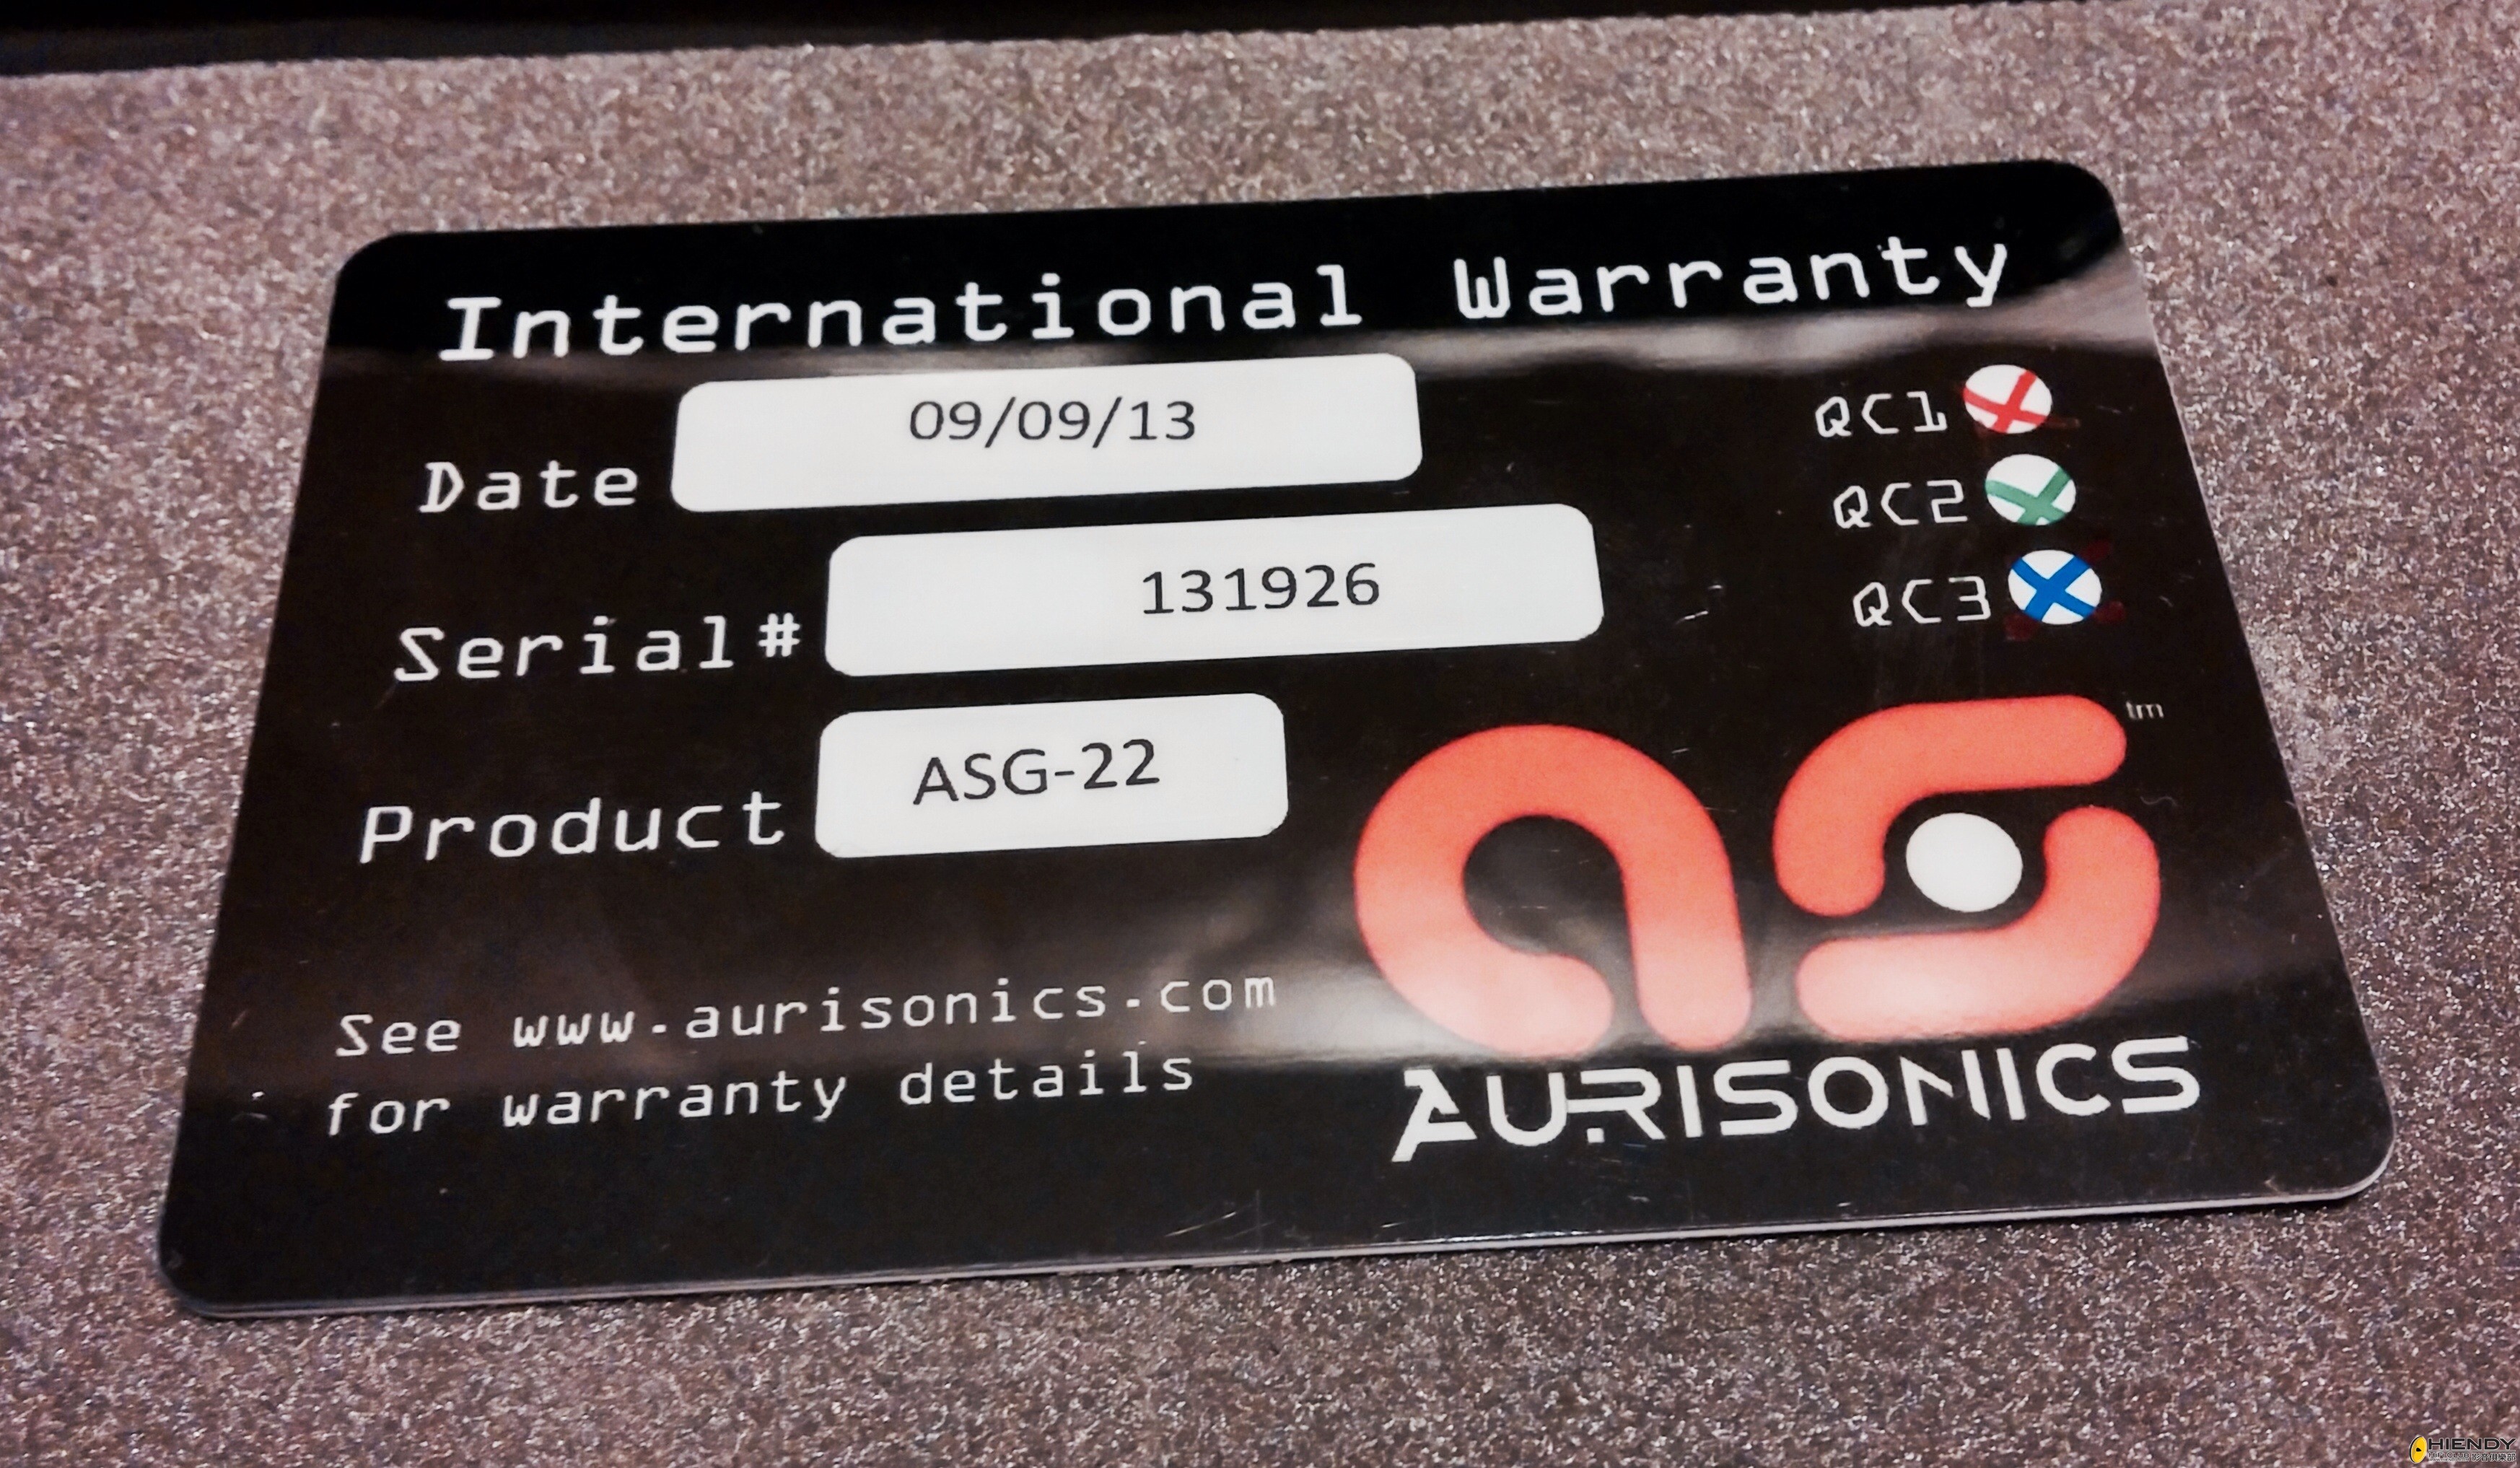 International Warranty
Date 09/09/13
QC1
QC2
Serial# 131926
QC3
Product ASG-22
as tm
See www.aurisonics.com
for warranty details
AURISONICS
HIENDY